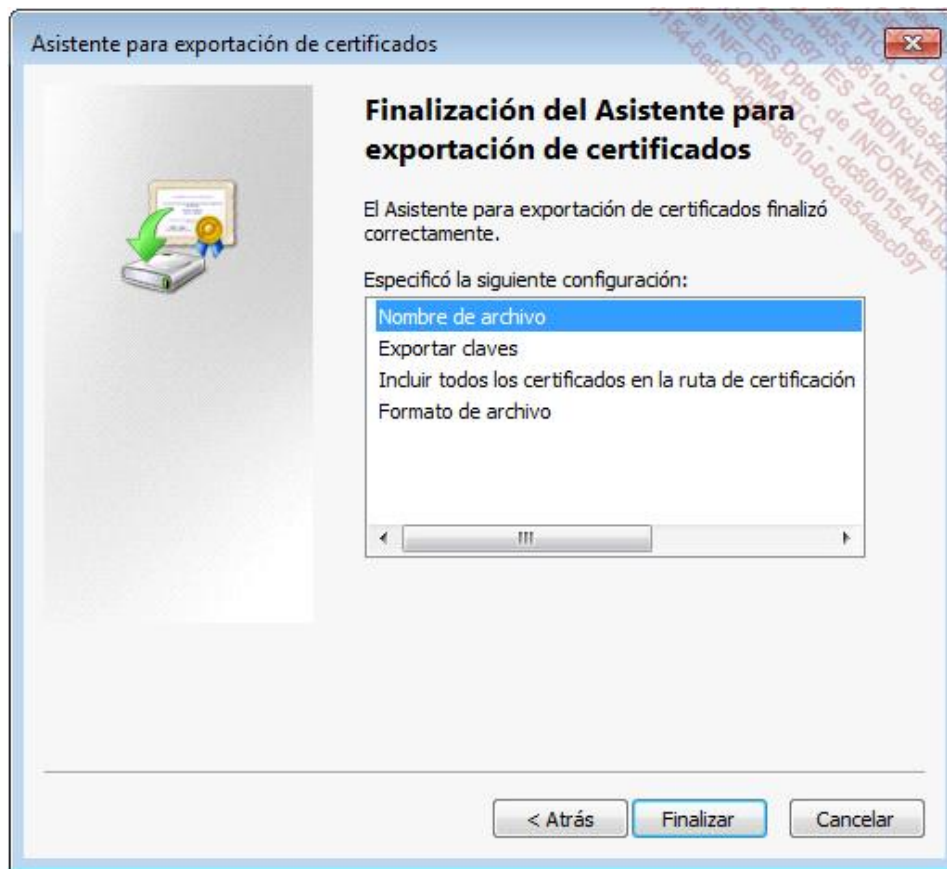 Asistente para exportación de certificados
Finalización del Asistente para
exportación de certificados
El Asistente para exportación de certificados finalizó
correctamente.
Especificó la siguiente configuración:
Nombre de archivo
Exportar claves
Incluir todos los certificados en la ruta de certificación
Formato de archivo
< Atrás
Finalizar
Cancelar